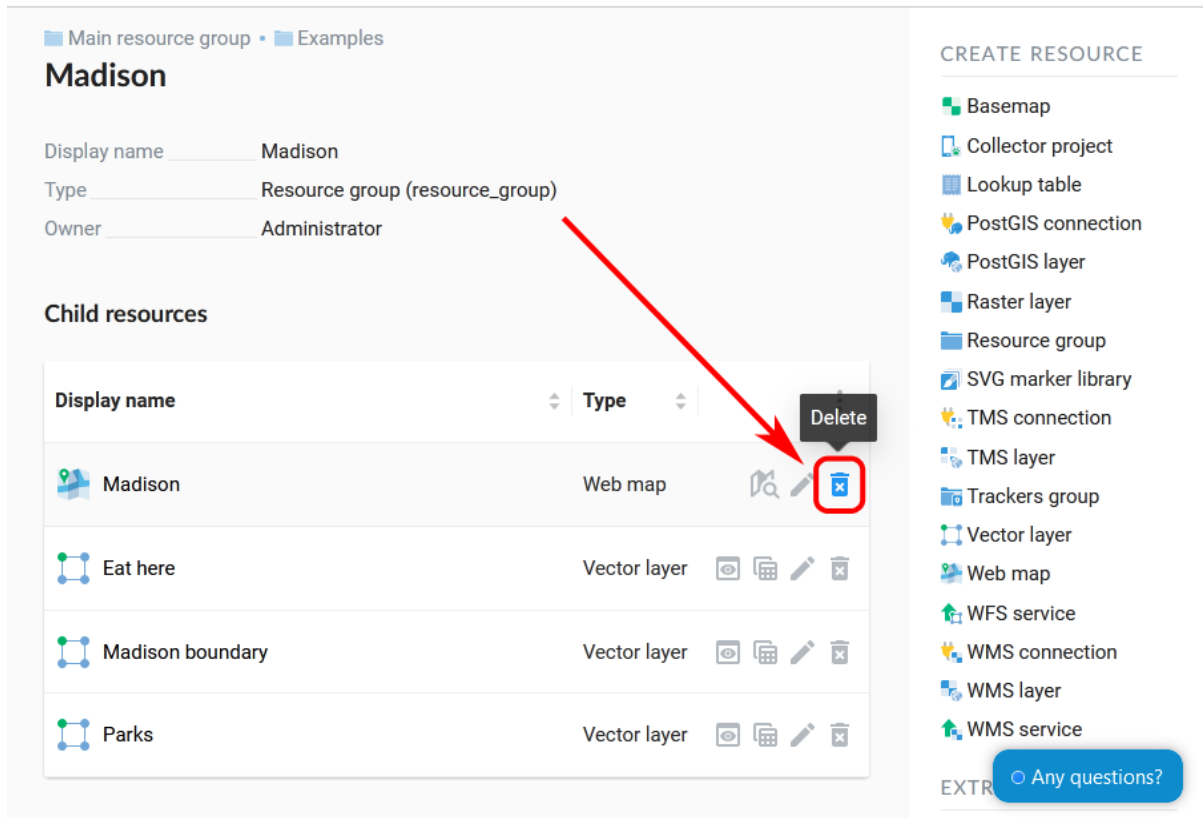 Main resource group • Examples
Madison
Display name Madison
Type Resource group (resource_group)
Owner Administrator
Child resources
Display name Type
Delete
Madison Web map
Eat here Vector layer
Madison boundary Vector layer
Parks Vector layer
CREATE RESOURCE
Basemap
Collector project
Lookup table
PostGIS connection
PostGIS layer
Raster layer
Resource group
SVG marker library
TMS connection
TMS layer
Trackers group
Vector layer
Web map
WFS service
WMS connection
WMS layer
WMS service
EXTR
Any questions?